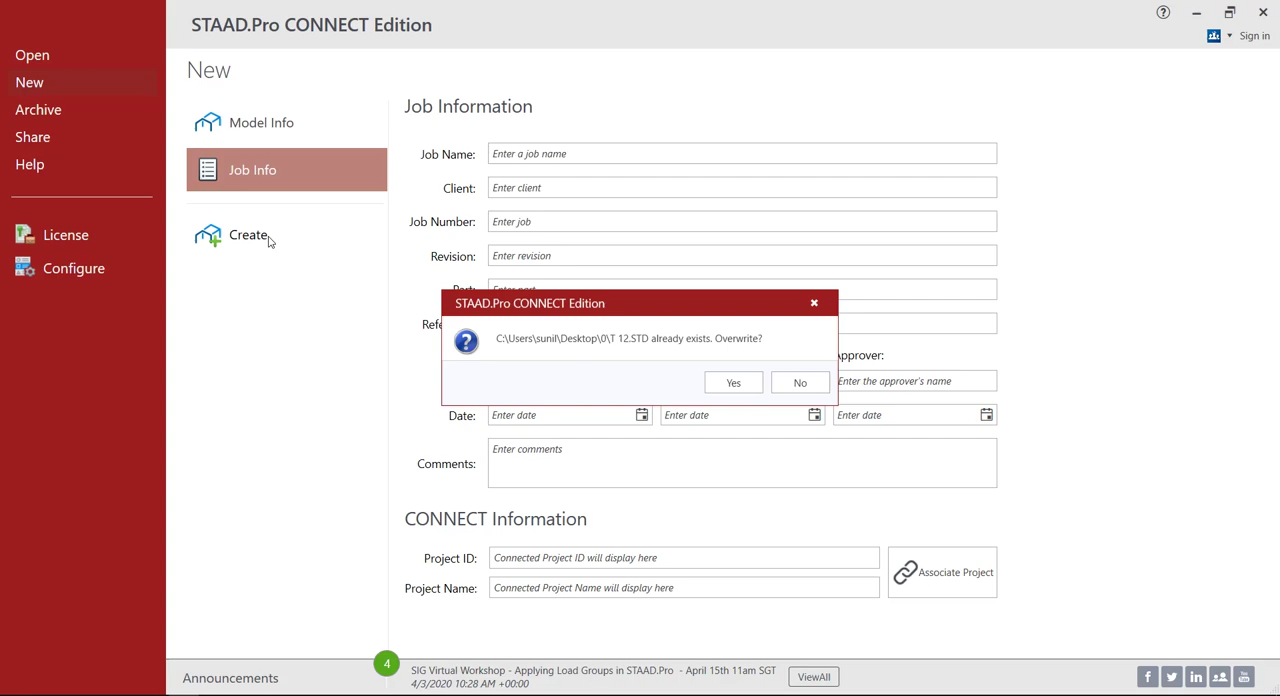 STAAD.Pro CONNECT Edition
Sign in
Open
New
Archive
Share
Help
License
Configure
New
Model Info
Job Info
Create
Job Information
Job Name: Enter a job name
Client: Enter client
Job Number: Enter job
Revision: Enter revision
STAAD.Pro CONNECT Edition
C:\Users\sunil\Desktop\0\T 12.STD already exists. Overwrite?
Yes No
Approver:
Enter the approver's name
Date: Enter date Enter date Enter date
Comments: Enter comments
CONNECT Information
Project ID: Connected Project ID will display here
Project Name: Connected Project Name will display here
Associate Project
Announcements
4
SIG Virtual Workshop - Applying Load Groups in STAAD.Pro - April 15th 11am SGT
4/3/2020 10:28 AM +00:00
ViewAll